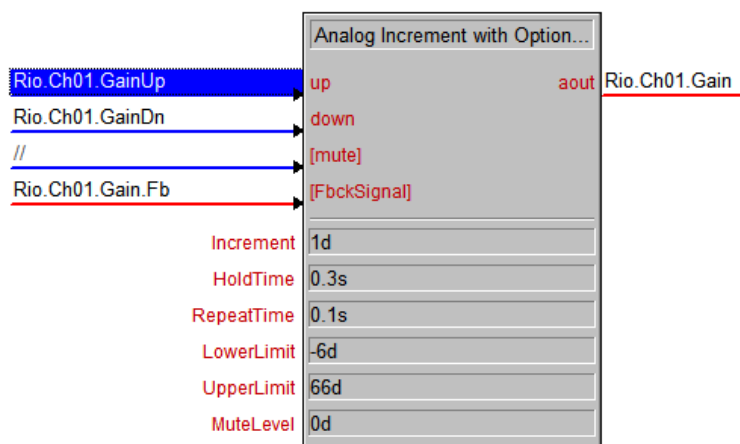 Analog Increment with Option...
Rio.Ch01.GainUp up aout Rio.Ch01.Gain
Rio.Ch01.GainDn down
// [mute]
Rio.Ch01.Gain.Fb [FbckSignal]
Increment 1d
HoldTime 0.3s
RepeatTime 0.1s
LowerLimit -6d
UpperLimit 66d
MuteLevel 0d